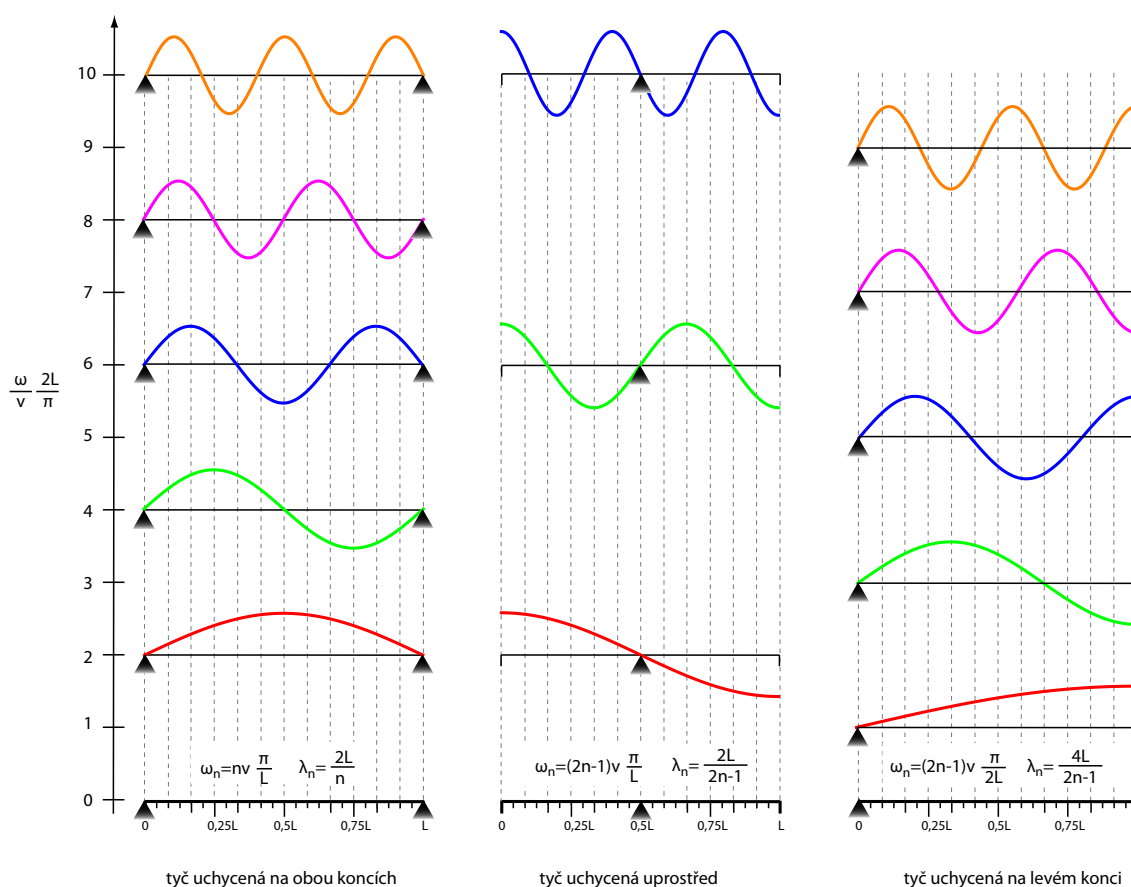 10
9
8
7
6
5
4
3
2
1
0
ω/v 2L/π
ωₙ=nv π/L λₙ=2L/n
ωₙ=(2n-1)v π/L λₙ=2L/2n-1
ωₙ=(2n-1)v π/2L λₙ=4L/2n-1
0 0,25L 0,5L 0,75L L
0 0,25L 0,5L 0,75L L
0 0,25L 0,5L 0,75L
tyč uchycená na obou koncích
tyč uchycená uprostřed
tyč uchycená na levém konci